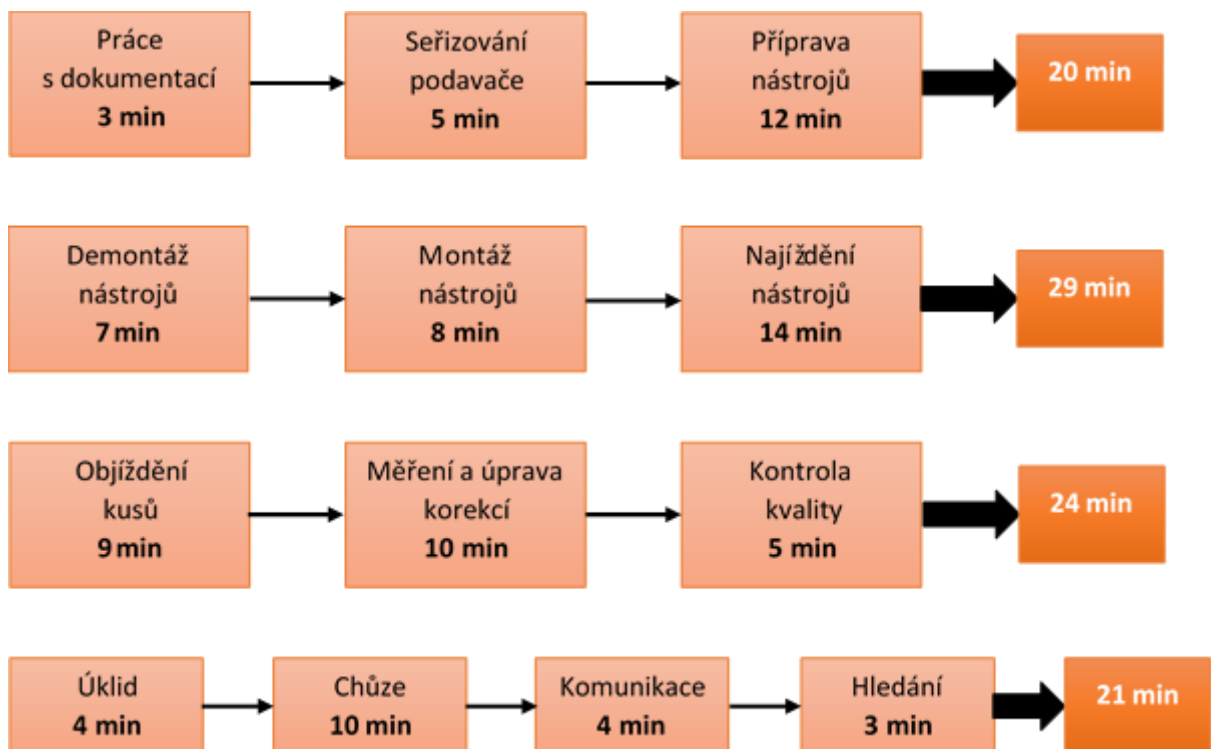 Práce
s dokumentací
3 min
Seřizování
podavače
5 min
Příprava
nástrojů
12 min
20 min
Demontáž
nástrojů
7 min
Montáž
nástrojů
8 min
Najíždění
nástrojů
14 min
29 min
Objíždění
kusů
9 min
Měření a úprava
korekcí
10 min
Kontrola
kvality
5 min
24 min
Úklid
4 min
Chůze
10 min
Komunikace
4 min
Hledání
3 min
21 min